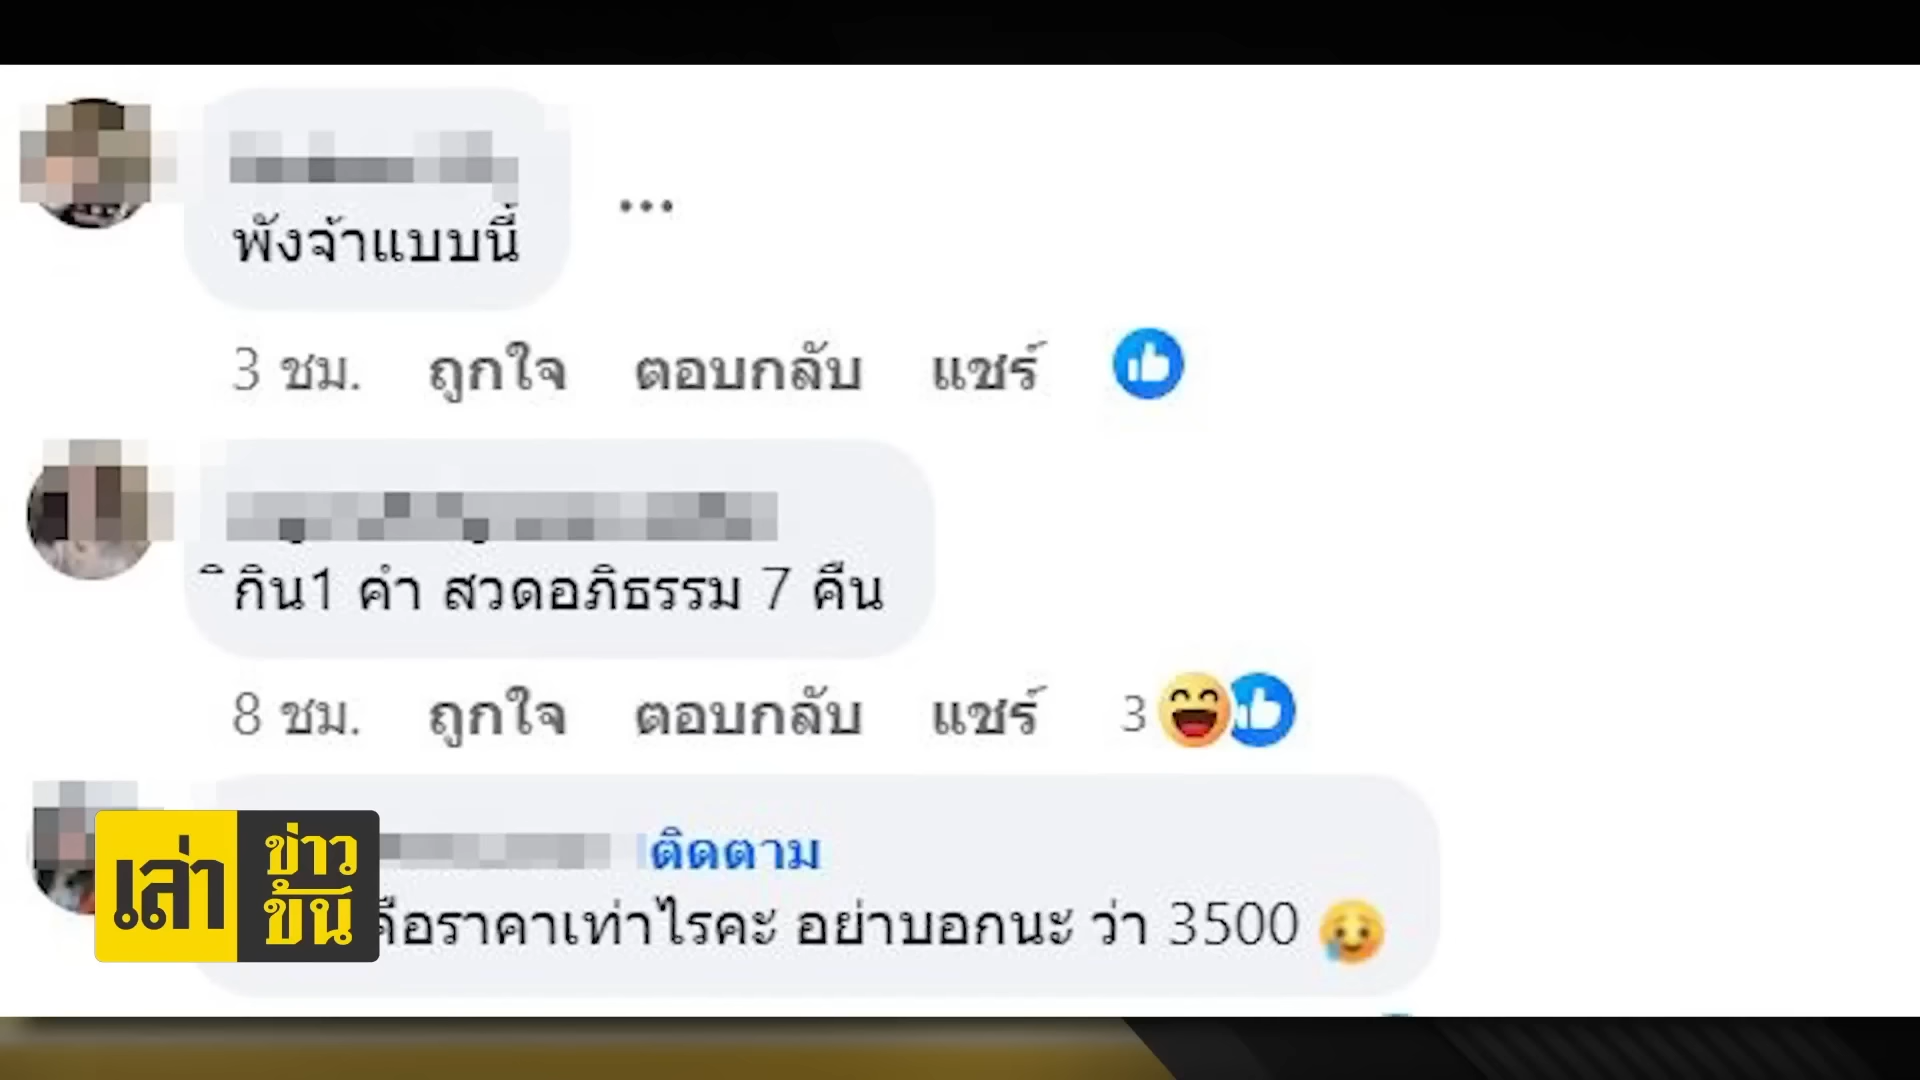 พังจ้าแบบนี้
3 ชม. ถูกใจ ตอบกลับ แชร์
ิกิน1 คำ สวดอภิธรรม 7 คืน
8 ชม. ถูกใจ ตอบกลับ แชร์ 3
ติดตาม
คือราคาเท่าไรคะ อย่าบอกนะ ว่า 3500
เล่า
ข่าว
ข้น